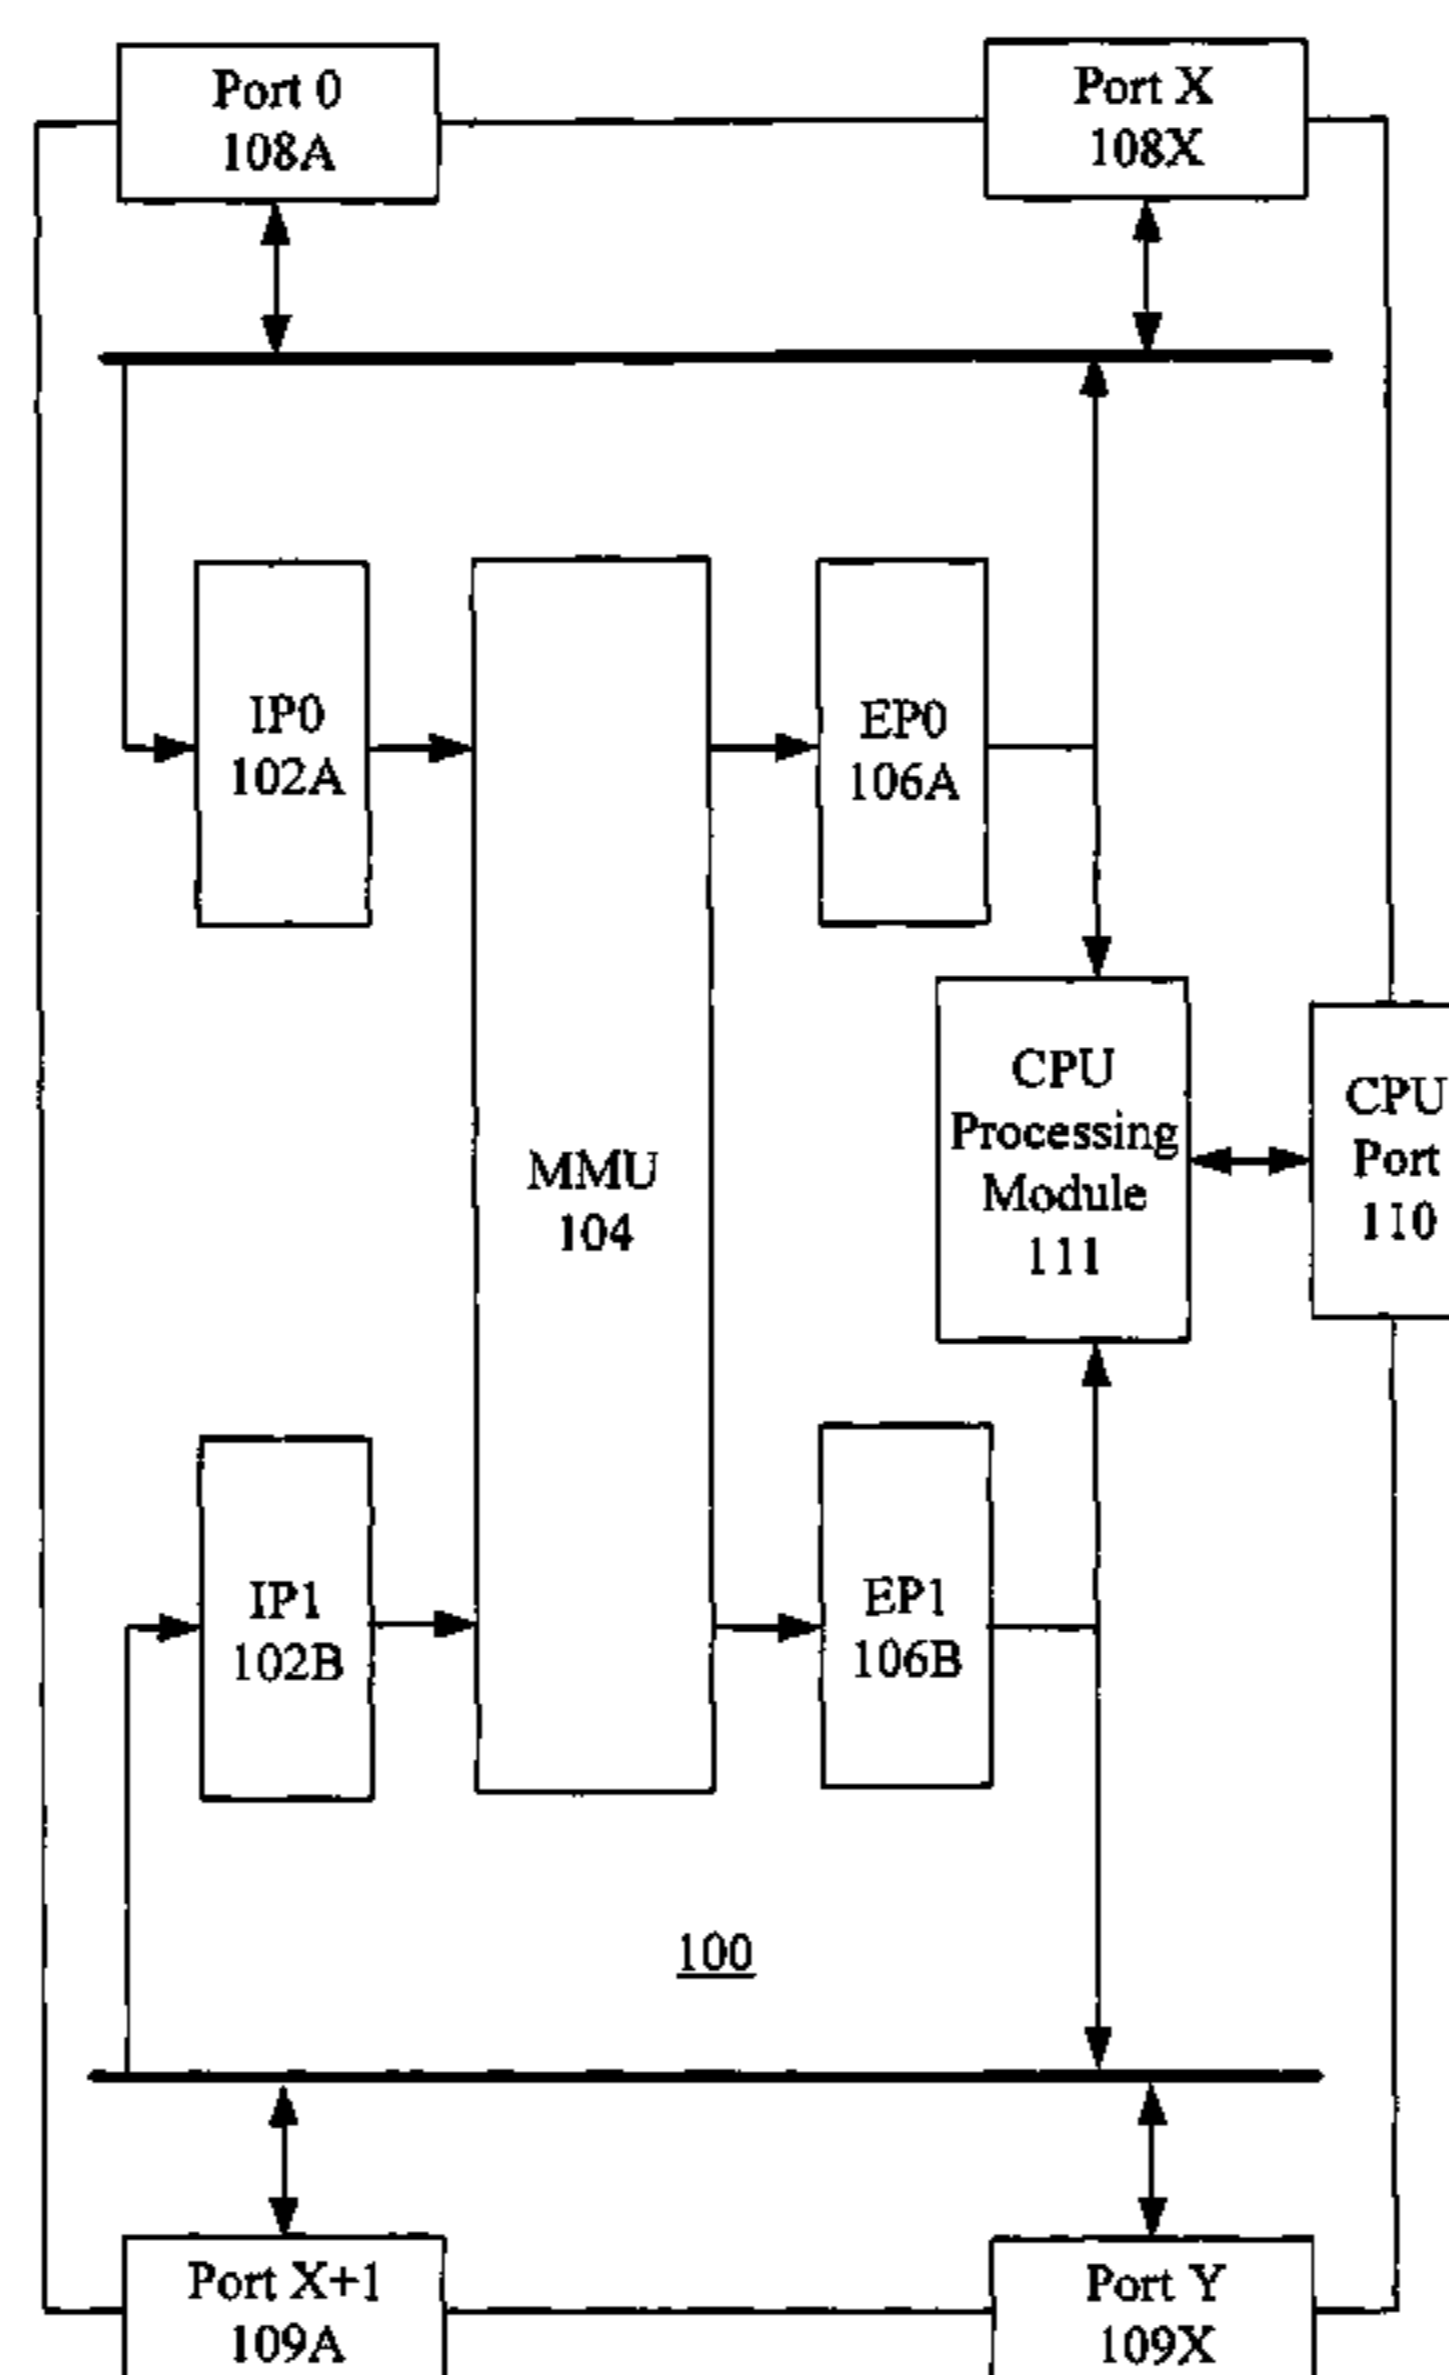 Port 0
108A
Port X
108X
IP0
102A
EP0
106A
MMU
104
CPU
Processing
Module
111
CPU
Port
110
IP1
102B
EP1
106B
100
Port X+1
109A
Port Y
109X